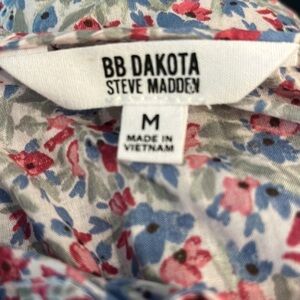 BB DAKOTA
STEVE MADDEN
M
MADE IN
VIETNAM